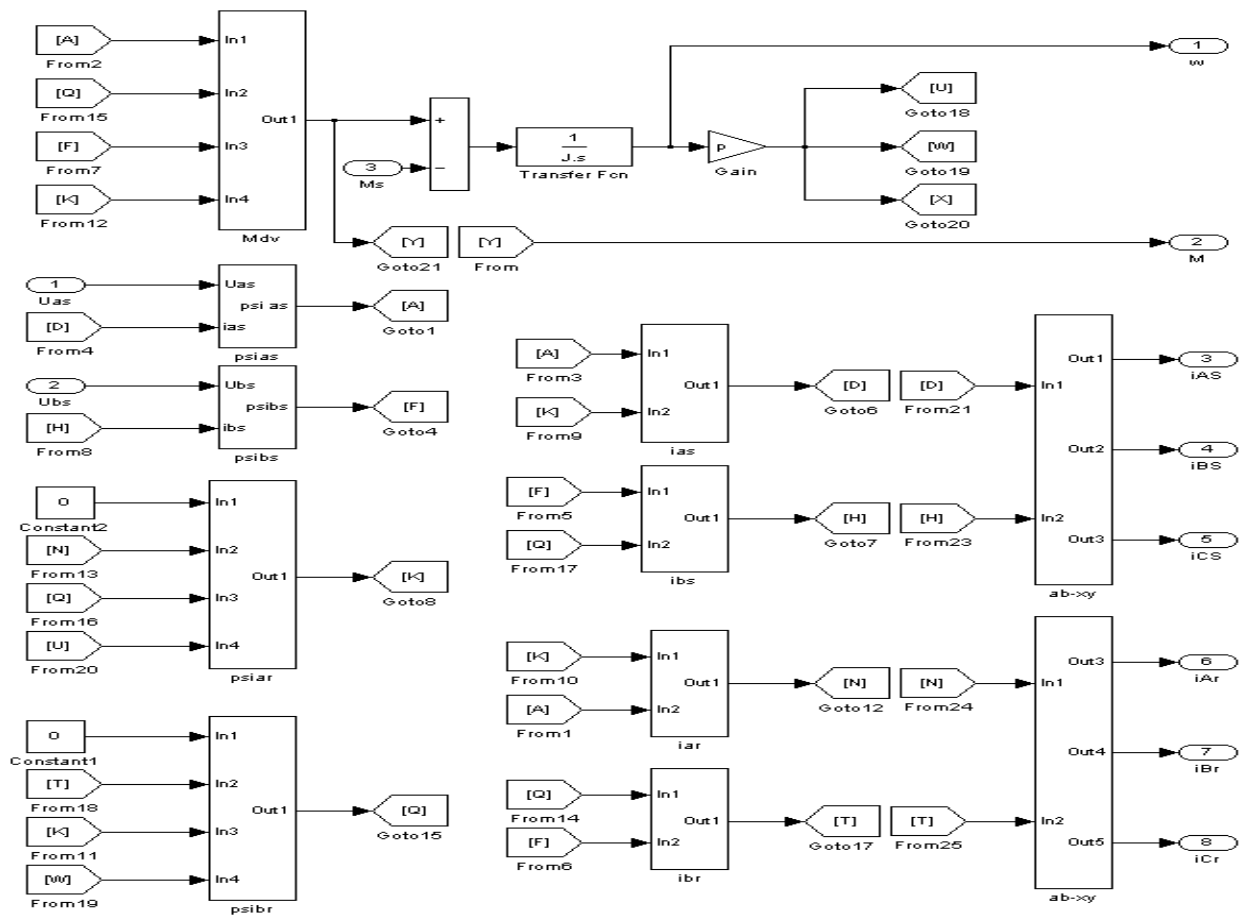 [A]
From2
[Q]
From15
[F]
From7
[K]
From12
In1
In2
In3
In4
Out1
Mdv
3
Ms
+
−
1
J.s
Transfer Fcn
p
Gain
[U]
Goto18
[W]
Goto19
[X]
Goto20
1
w
[Y]
Goto21
[Y]
From
2
M
1
Uas
[D]
From4
Uas
ias
psi as
psias
[A]
Goto1
2
Ubs
[H]
From8
Ubs
ibs
psibs
psibs
[F]
Goto4
0
Constant2
[N]
From13
[Q]
From16
[U]
From20
In1
In2
In3
In4
Out1
psiar
[K]
Goto8
0
Constant1
[T]
From18
[K]
From11
[W]
From19
In1
In2
In3
In4
Out1
psibr
[Q]
Goto15
[A]
From3
[K]
From9
In1
In2
Out1
ias
[D]
Goto6
[D]
From21
[F]
From5
[Q]
From17
In1
In2
Out1
ibs
[H]
Goto7
[H]
From23
In1
In2
Out1
Out2
Out3
ab-xy
3
iAS
4
iBS
5
iCS
[K]
From10
[A]
From1
In1
In2
Out1
iar
[N]
Goto12
[N]
From24
[Q]
From14
[F]
From6
In1
In2
Out1
ibr
[T]
Goto17
[T]
From25
In1
In2
Out3
Out4
Out5
ab-xy
6
iAr
7
iBr
8
iCr